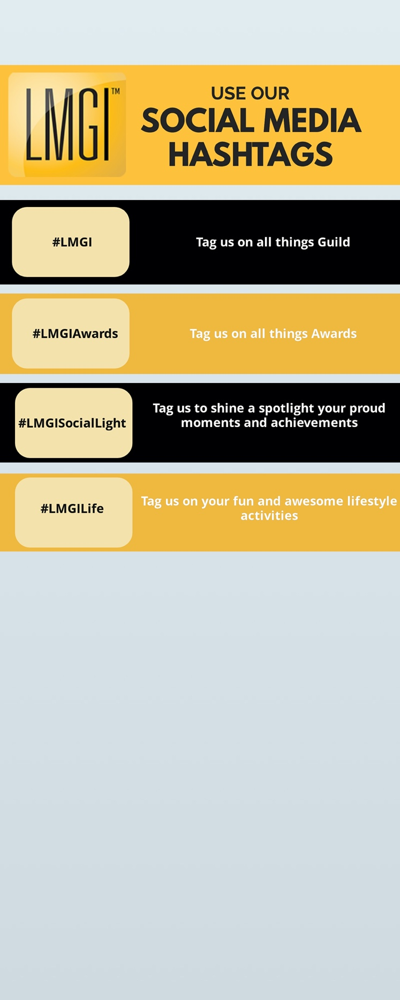 LMGI™
USE OUR
SOCIAL MEDIA
HASHTAGS
#LMGI
Tag us on all things Guild
#LMGIAwards
Tag us on all things Awards
#LMGISocialLight
Tag us to shine a spotlight your proud
moments and achievements
#LMGILife
Tag us on your fun and awesome lifestyle
activities